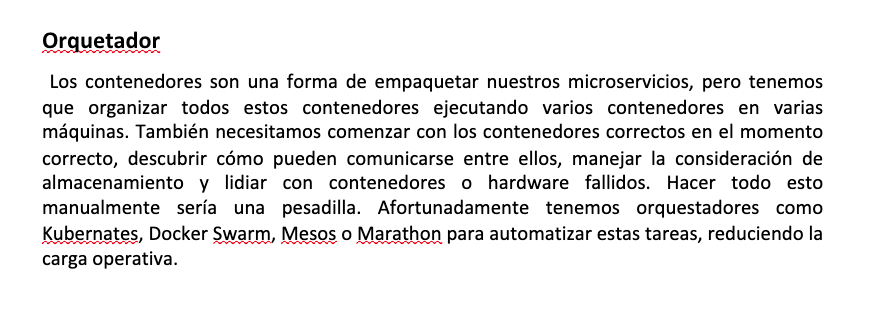 Orquetador
Los contenedores son una forma de empaquetar nuestros microservicios, pero tenemos
que organizar todos estos contenedores ejecutando varios contenedores en varias
máquinas. También necesitamos comenzar con los contenedores correctos en el momento
correcto, descubrir cómo pueden comunicarse entre ellos, manejar la consideración de
almacenamiento y lidiar con contenedores o hardware fallidos. Hacer todo esto
manualmente sería una pesadilla. Afortunadamente tenemos orquestadores como
Kubernates, Docker Swarm, Mesos o Marathon para automatizar estas tareas, reduciendo la
carga operativa.